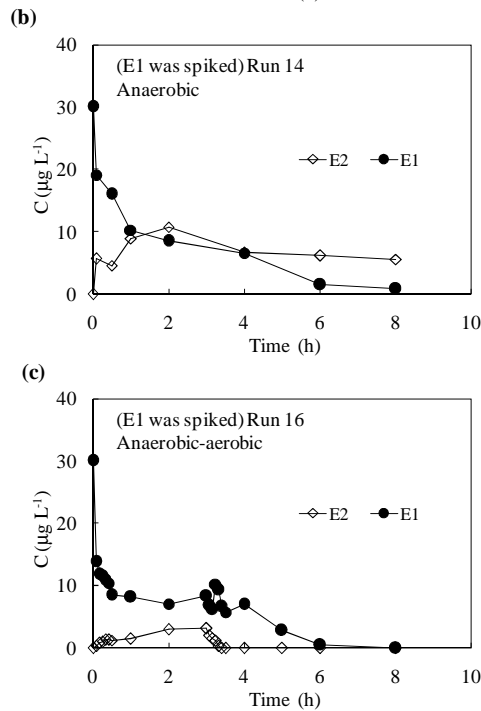 (b)
40
(E1 was spiked) Run 14
Anaerobic
30
E2 E1
C (µg L⁻¹)
20
10
0
0 2 4 6 8 10
Time (h)
(c)
40
(E1 was spiked) Run 16
Anaerobic-aerobic
30
E2 E1
C (µg L⁻¹)
20
10
0
0 2 4 6 8 10
Time (h)